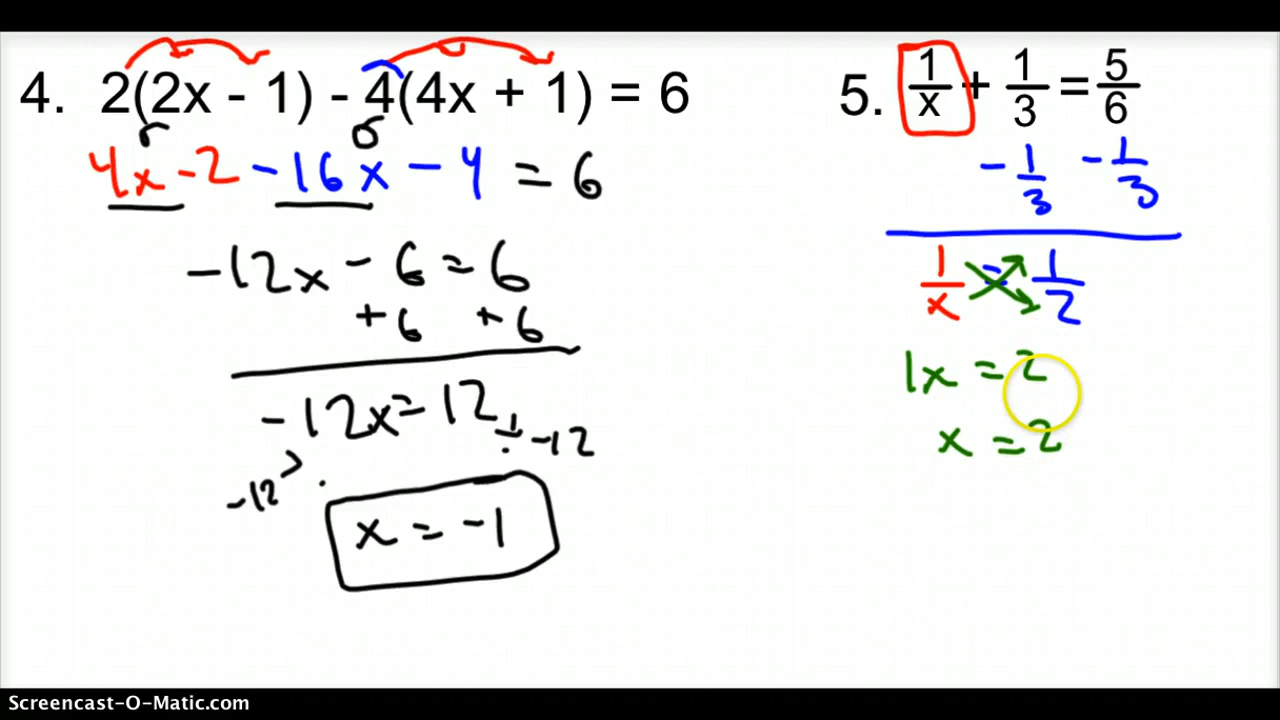 4. 2(2x - 1) - 4(4x + 1) = 6
4x - 2 - 16x - 4 = 6
-12x - 6 = 6
+ 6 + 6
-12x = 12
÷ -12
-12
x = -1
5. 1/x + 1/3 = 5/6
- 1/3 - 1/3
1/x = 1/2
1x = 2
x = 2
Screencast-O-Matic.com